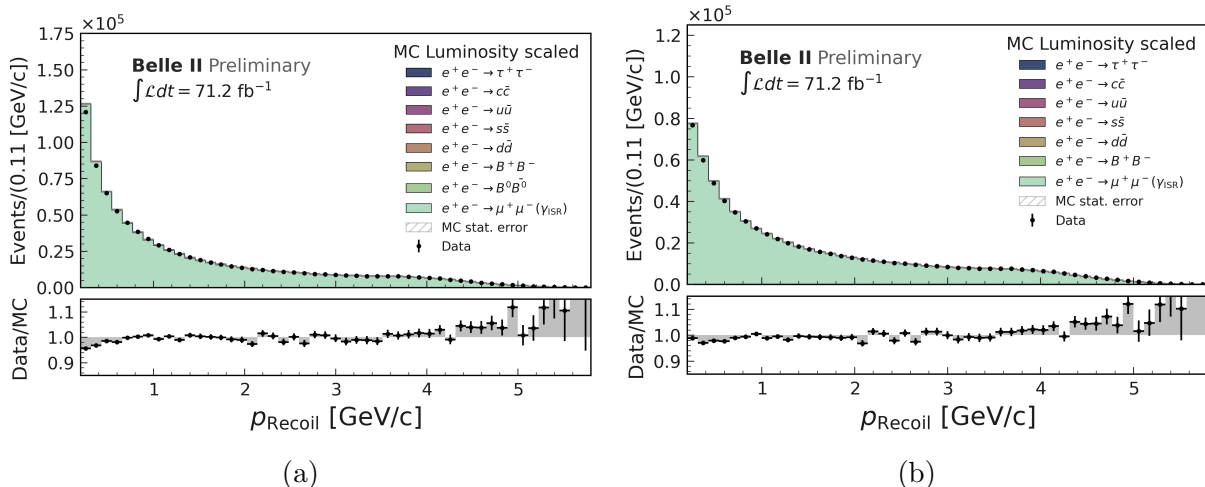 ×10⁵
Events/(0.11 [GeV/c])
1.75
1.50
1.25
1.00
0.75
0.50
0.25
0.00
Belle II Preliminary
∫ℒdt = 71.2 fb⁻¹
MC Luminosity scaled
e⁺e⁻→τ⁺τ⁻
e⁺e⁻→cc̄
e⁺e⁻→uū
e⁺e⁻→ss̄
e⁺e⁻→dd̄
e⁺e⁻→B⁺B⁻
e⁺e⁻→B⁰B̄⁰
e⁺e⁻→μ⁺μ⁻(γISR)
MC stat. error
Data
Data/MC
1.1
1.0
0.9
1 2 3 4 5
pRecoil [GeV/c]
(a)
×10⁵
Events/(0.11 [GeV/c])
1.2
1.0
0.8
0.6
0.4
0.2
0.0
Belle II Preliminary
∫ℒdt = 71.2 fb⁻¹
MC Luminosity scaled
e⁺e⁻→τ⁺τ⁻
e⁺e⁻→cc̄
e⁺e⁻→uū
e⁺e⁻→ss̄
e⁺e⁻→dd̄
e⁺e⁻→B⁺B⁻
e⁺e⁻→μ⁺μ⁻(γISR)
MC stat. error
Data
Data/MC
1.1
1.0
0.9
1 2 3 4 5
pRecoil [GeV/c]
(b)